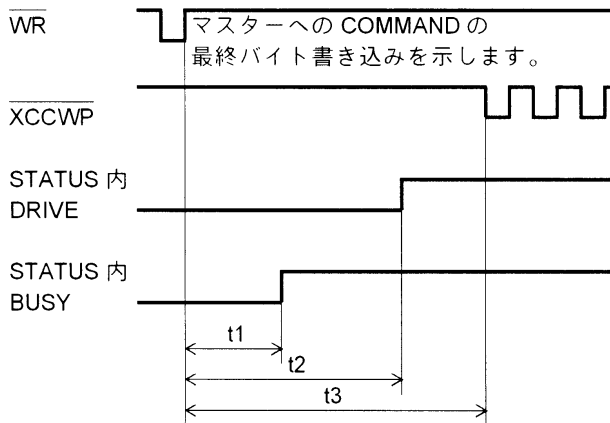 WR
マスターへの COMMAND の
最終バイト書き込みを示します。
XCCWP
STATUS 内
DRIVE
STATUS 内
BUSY
t1
t2
t3